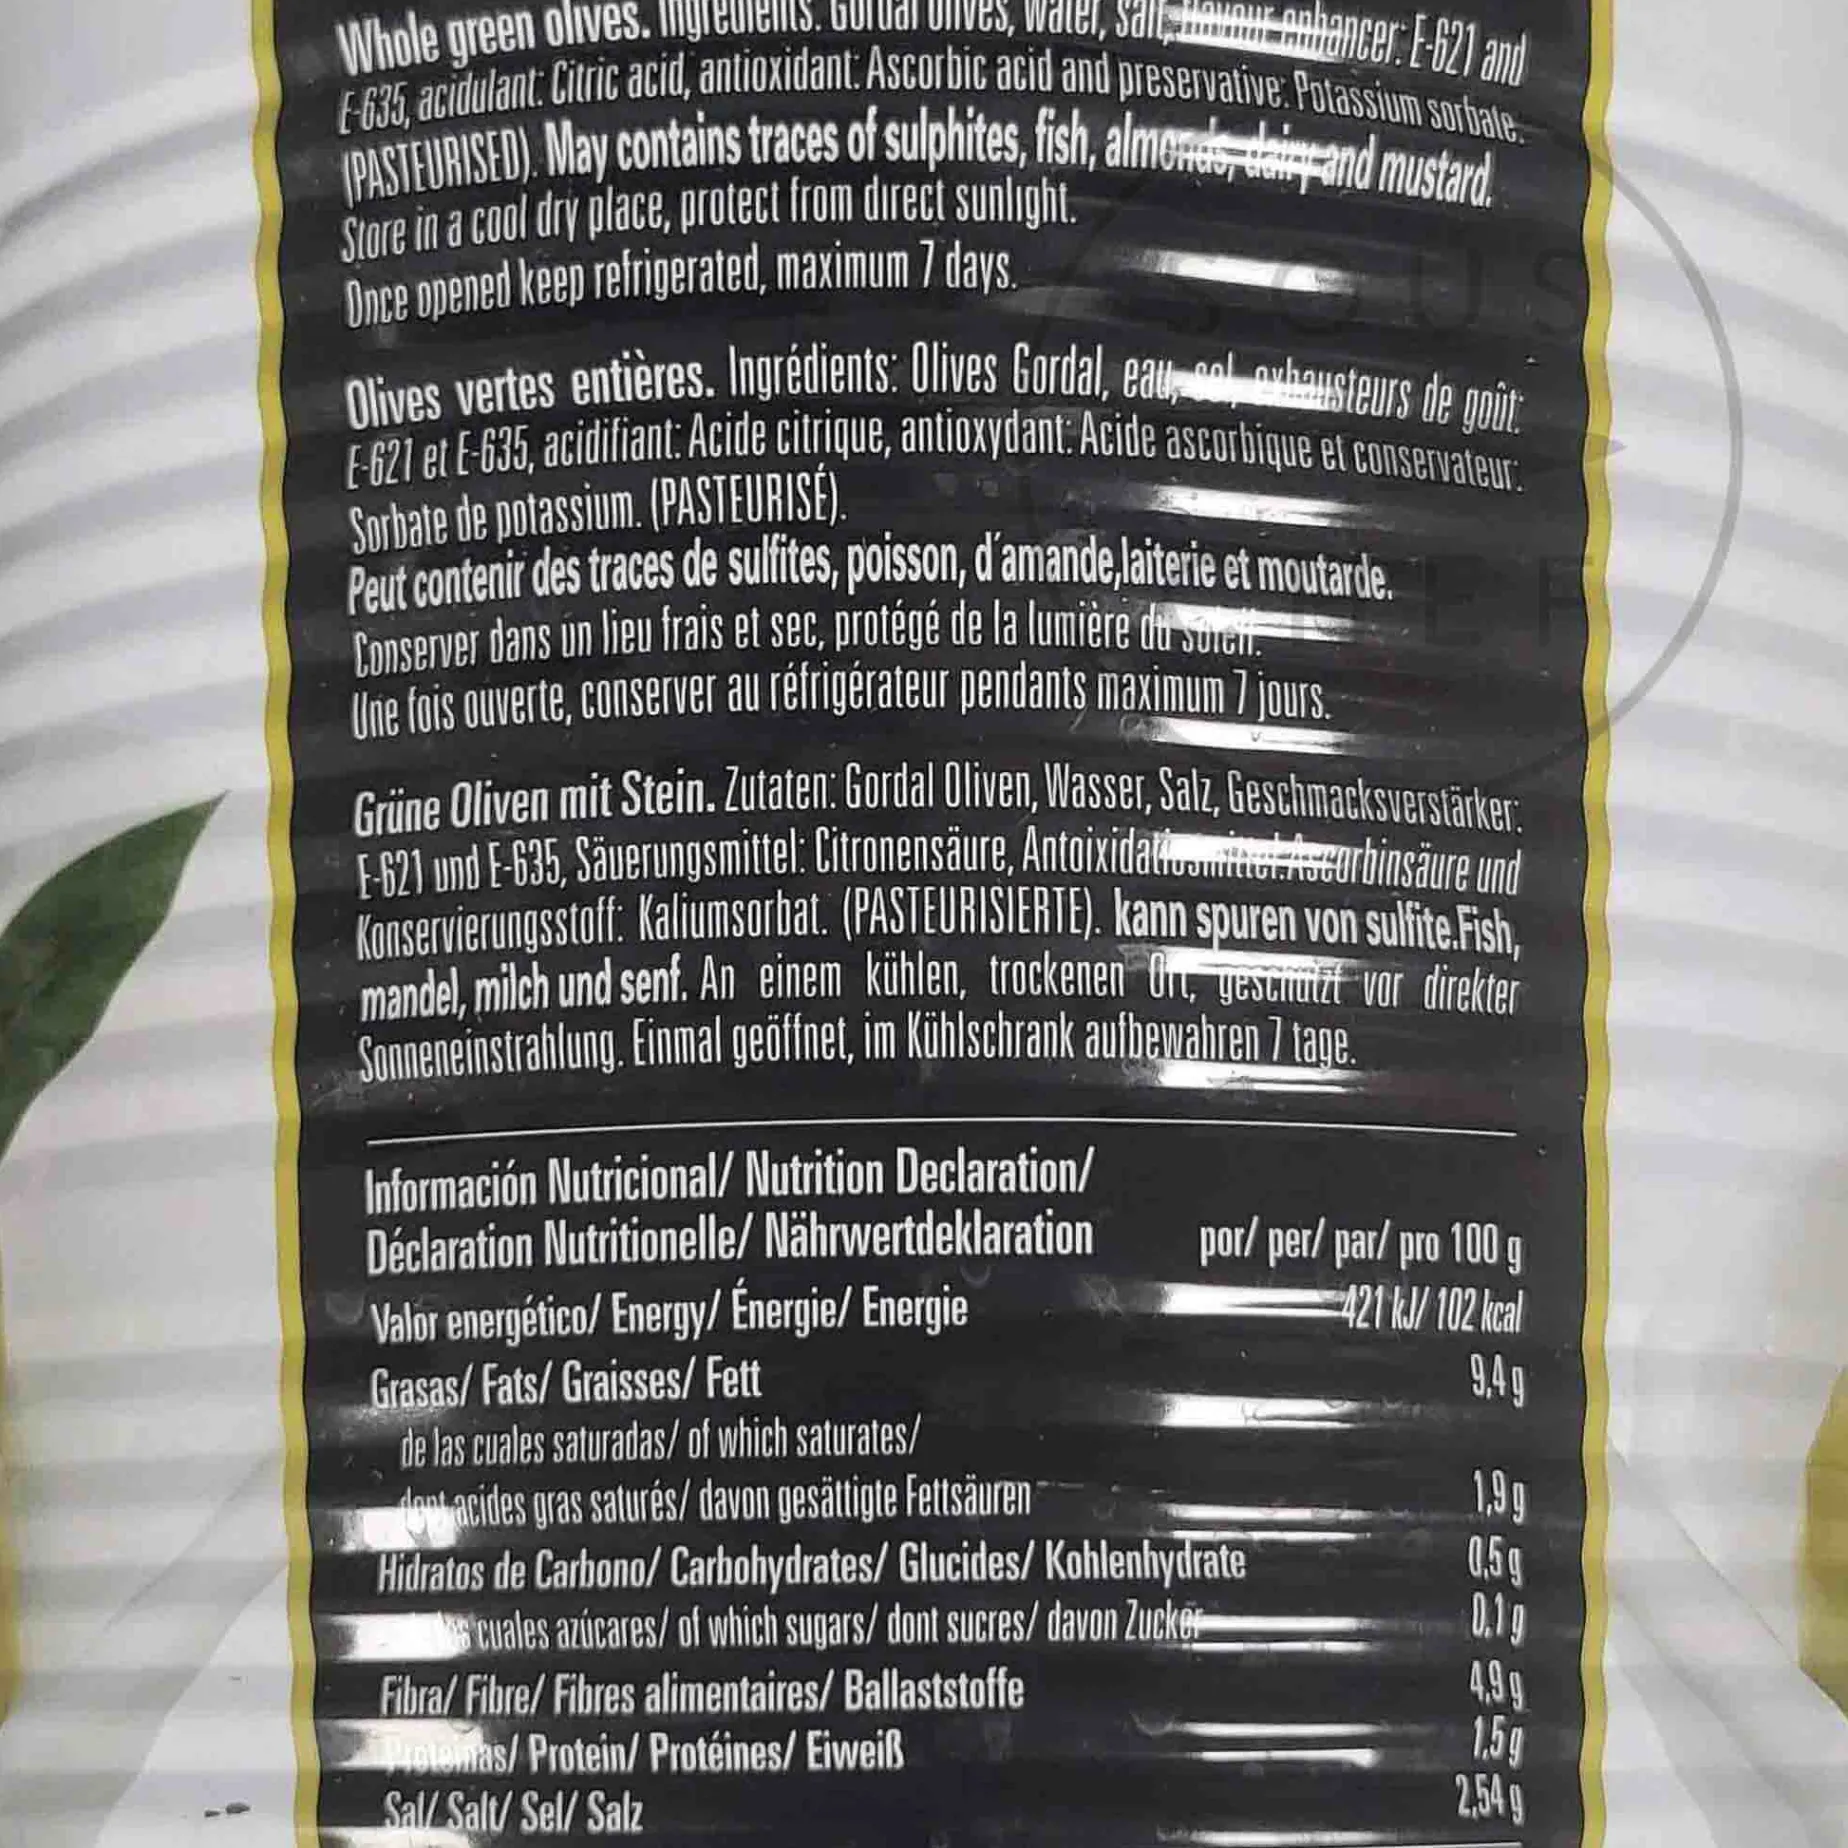 Whole green olives. Ingredients: Gordal Olives, water, salt, flavour enhancer: E-621 and
E-635, acidulant: Citric acid, antioxidant: Ascorbic acid and preservative: Potassium sorbate.
(PASTEURISED). May contains traces of sulphites, fish, almonds, dairy and mustard.
Store in a cool dry place, protect from direct sunlight.
Once opened keep refrigerated, maximum 7 days.
SOUS
Olives vertes entières. Ingrédients: Olives Gordal, eau, sel, exhausteurs de goût:
E-621 et E-635, acidifiant: Acide citrique, antioxydant: Acide ascorbique et conservateur:
Sorbate de potassium. (PASTEURISÉ).
Peut contenir des traces de sulfites, poisson, d'amande,laiterie et moutarde.
Conserver dans un lieu frais et sec, protégé de la lumière du soleil.
Une fois ouverte, conserver au réfrigérateur pendants maximum 7 jours.
Grüne Oliven mit Stein. Zutaten: Gordal Oliven, Wasser, Salz, Geschmacksverstärker:
E-621 und E-635, Säuerungsmittel: Citronensäure, Ascorbinsäure und
Konservierungsstoff: Kaliumsorbat. (PASTEURISIERTE). kann spuren von sulfite.Fish,
mandel, milch und senf. An einem kühlen, trockenen Ort, geschützt vor direkter
Sonneneinstrahlung. Einmal geöffnet, im Kühlschrank aufbewahren 7 tage.
Información Nutricional/ Nutrition Declaration/
Déclaration Nutritionelle/ Nährwertdeklaration por/ per/ par/ pro 100 g
Valor energético/ Energy/ Énergie/ Energie 421 kJ/ 102 kcal
Grasas/ Fats/ Graisses/ Fett 9,4 g
de las cuales saturadas/ of which saturates/
dont acides gras saturés/ davon gesättigte Fettsäuren 1,9 g
Hidratos de Carbono/ Carbohydrates/ Glucides/ Kohlenhydrate 0,5 g
cuales azúcares/ of which sugars/ dont sucres/ davon Zucker 0,1 g
Fibra/ Fibre/ Fibres alimentaires/ Ballaststoffe 4,9 g
Proteinas/ Protein/ Protéines/ Eiweiß 1,5 g
Sal/ Salt/ Sel/ Salz 2,54 g